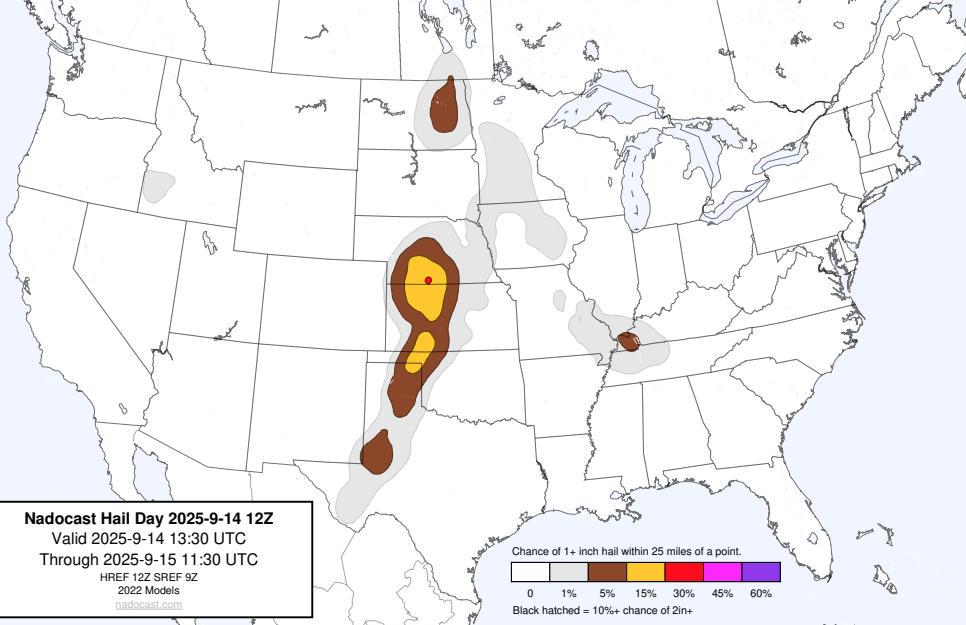 Nadocast Hail Day 2025-9-14 12Z
Valid 2025-9-14 13:30 UTC
Through 2025-9-15 11:30 UTC
HREF 12Z SREF 9Z
2022 Models
nadocast.com
Chance of 1+ inch hail within 25 miles of a point.
0 1% 5% 15% 30% 45% 60%
Black hatched = 10%+ chance of 2in+